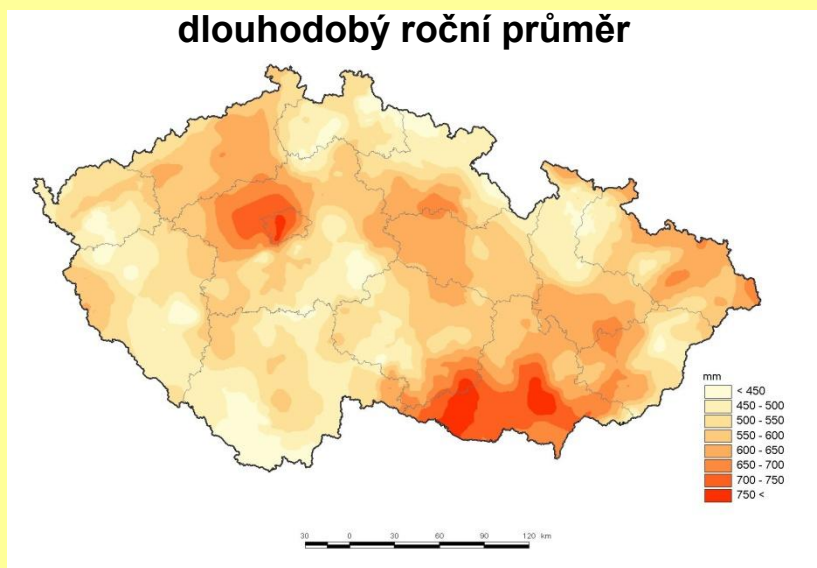 dlouhodobý roční průměr
mm
< 450
450 - 500
500 - 550
550 - 600
600 - 650
650 - 700
700 - 750
750 <
30 0 30 60 90 120 km